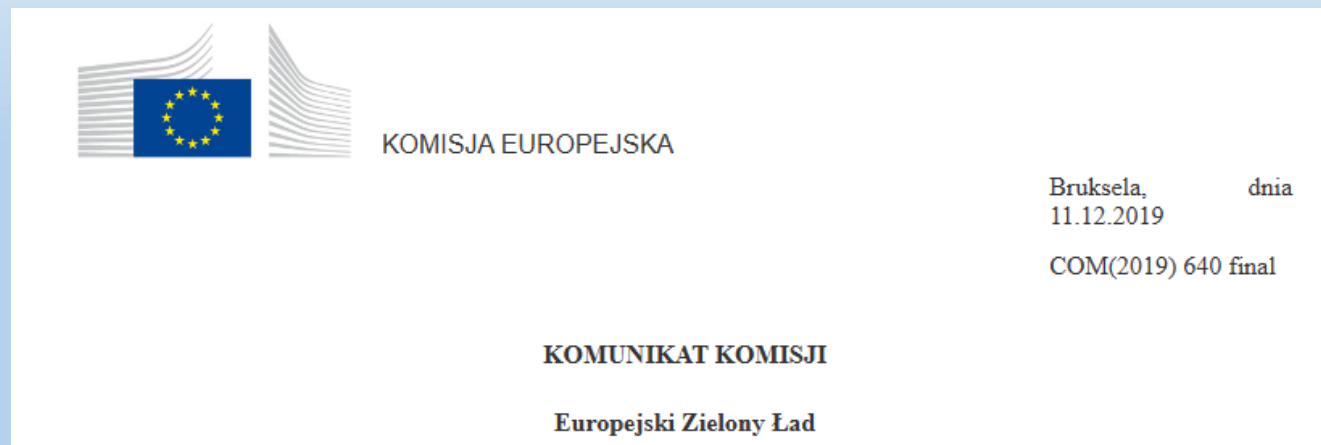 KOMISJA EUROPEJSKA
Bruksela, dnia
11.12.2019
COM(2019) 640 final
KOMUNIKAT KOMISJI
Europejski Zielony Ład